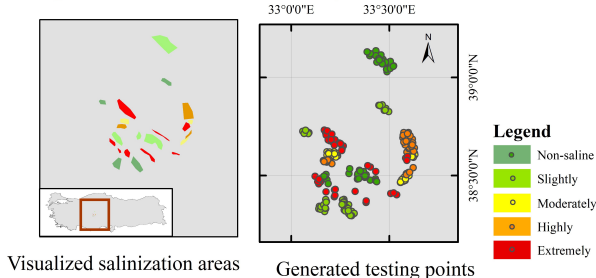 33°0'0"E 33°30'0"E
N
39°0'0"N
38°30'0"N
Legend
Non-saline
Slightly
Moderately
Highly
Extremely
Visualized salinization areas
Generated testing points